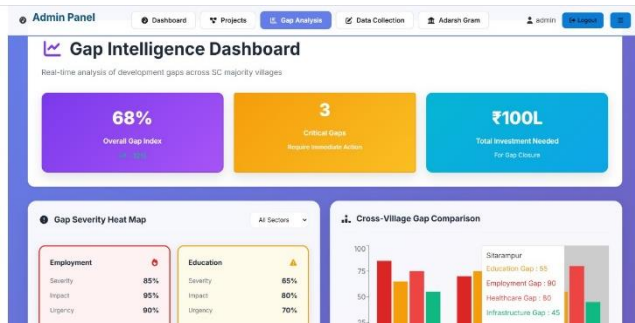 Admin Panel
Dashboard
Projects
Gap Analysis
Data Collection
Adarsh Gram
admin
Logout
Gap Intelligence Dashboard
Real-time analysis of development gaps across SC majority villages
68%
Overall Gap Index
3
Critical Gaps
Require Immediate Action
₹100L
Total Investment Needed
For Gap Closure
Gap Severity Heat Map
All Sectors
Employment
Severity 85%
Impact 95%
Urgency 90%
Education
Severity 65%
Impact 80%
Urgency 70%
Cross-Village Gap Comparison
100
75
50
25
Sitarampur
Education Gap : 55
Employment Gap : 90
Healthcare Gap : 80
Infrastructure Gap : 45